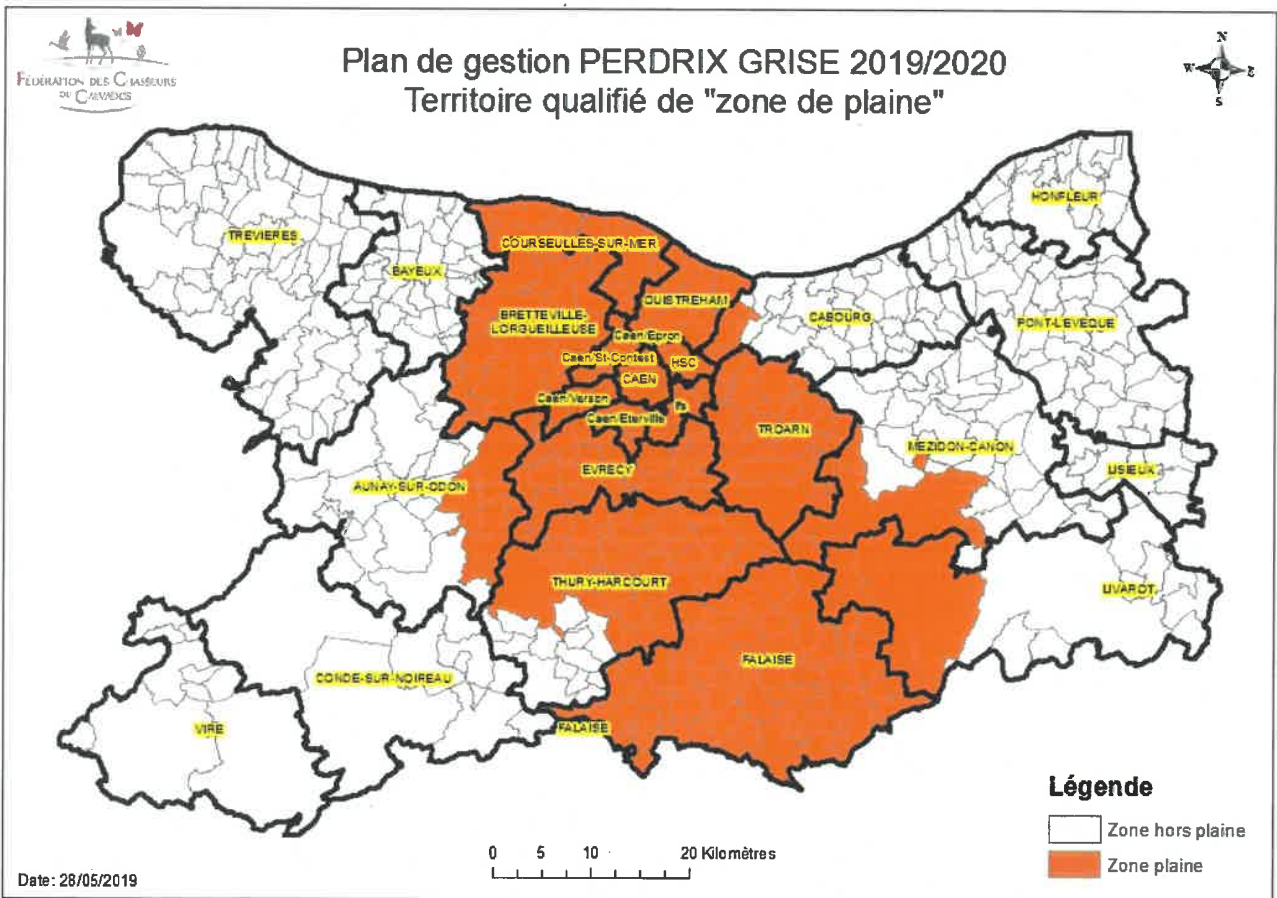 FÉDÉRATION DES CHASSEURS
DU CALVADOS
Plan de gestion PERDRIX GRISE 2019/2020
Territoire qualifié de "zone de plaine"
N
W
E
S
HONFLEUR
TREVIERES
COURSEULLES-SUR-MER
BAYEUX
OUISTREHAM
BRETTEVILLE-
L'ORGUEILLEUSE
CABOURG
PONT-L'EVEQUE
Caen/Epron
Caen/St-Contest
HSC
CAEN
Caen/Verson
Ifs
Caen/Eterville
TROARN
MEZIDON-CANON
EVRECY
LISIEUX
AUNAY-SUR-ODON
THURY-HARCOURT
LIVAROT
FALAISE
CONDE-SUR-NOIREAU
VIRE
FALAISE
Légende
Zone hors plaine
Zone plaine
0 5 10 20 Kilomètres
Date: 28/05/2019